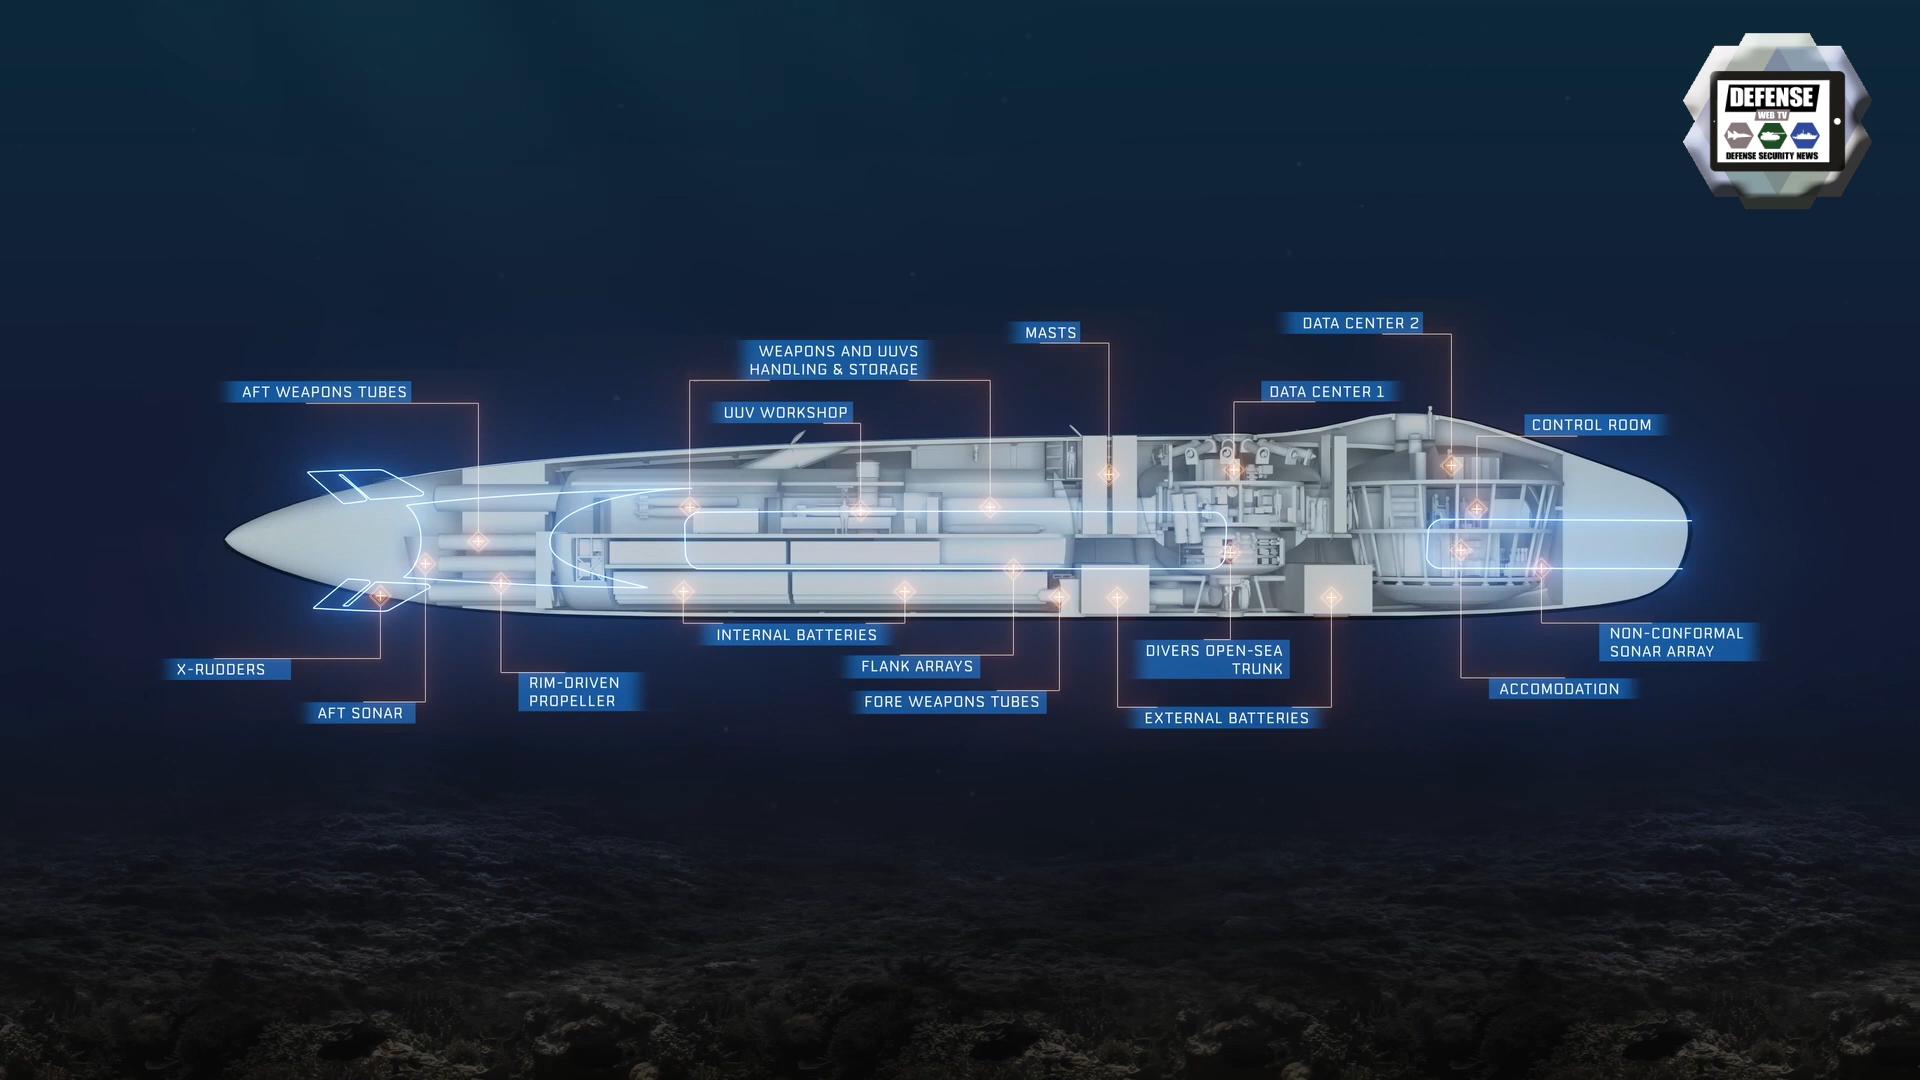 DEFENSE
WEB TV
DEFENSE SECURITY NEWS
DATA CENTER 2
MASTS
WEAPONS AND UUVS
HANDLING & STORAGE
AFT WEAPONS TUBES
DATA CENTER 1
UUV WORKSHOP
CONTROL ROOM
INTERNAL BATTERIES
NON-CONFORMAL
SONAR ARRAY
DIVERS OPEN-SEA
TRUNK
X-RUDDERS
FLANK ARRAYS
RIM-DRIVEN
PROPELLER
ACCOMODATION
FORE WEAPONS TUBES
AFT SONAR
EXTERNAL BATTERIES